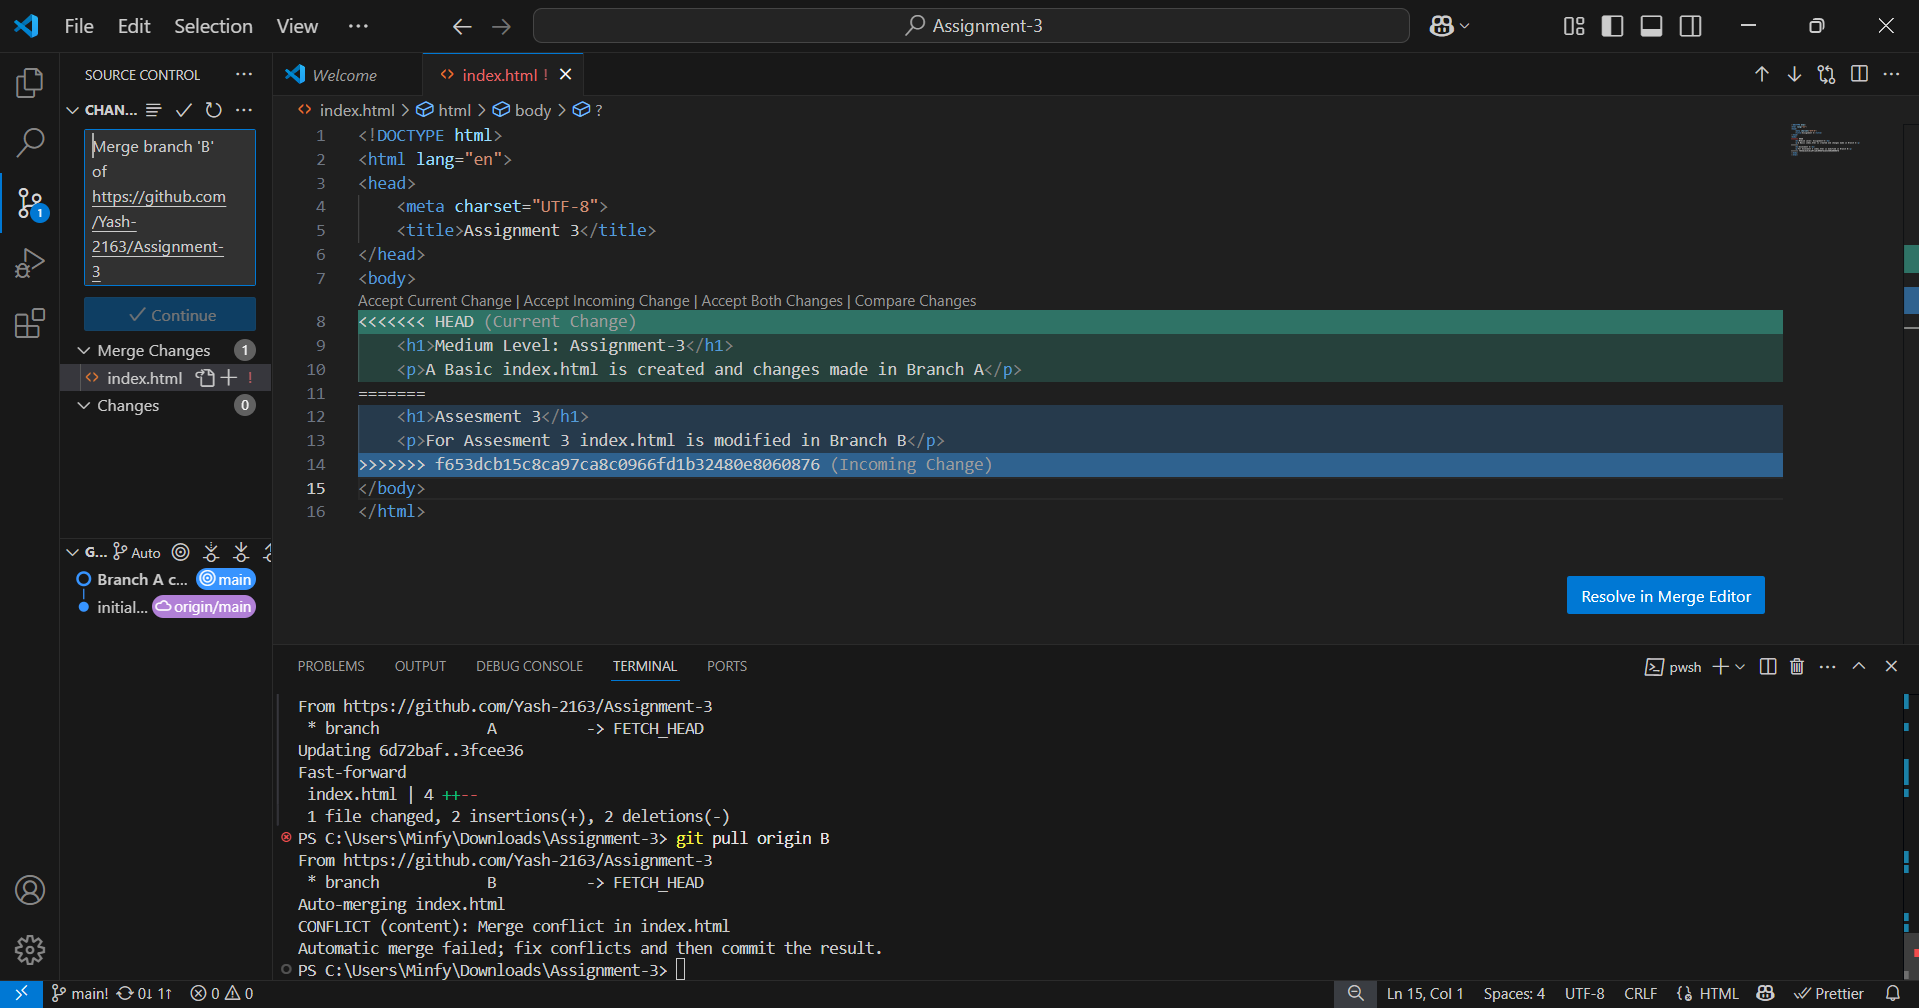 File Edit Selection View ···
Assignment-3
SOURCE CONTROL ···
CHAN... ···
Merge branch 'B'
of
https://github.com
/Yash-
2163/Assignment-
3
Continue
Merge Changes 1
index.html !
Changes 0
G... Auto
Branch A c... main
initial... origin/main
1
Welcome
index.html !
index.html > html > body > ?
1 <!DOCTYPE html>
2 <html lang="en">
3 <head>
4 <meta charset="UTF-8">
5 <title>Assignment 3</title>
6 </head>
7 <body>
Accept Current Change | Accept Incoming Change | Accept Both Changes | Compare Changes
8 <<<<<<< HEAD (Current Change)
9 <h1>Medium Level: Assignment-3</h1>
10 <p>A Basic index.html is created and changes made in Branch A</p>
11 =======
12 <h1>Assesment 3</h1>
13 <p>For Assesment 3 index.html is modified in Branch B</p>
14 >>>>>>> f653dcb15c8ca97ca8c0966fd1b32480e8060876 (Incoming Change)
15 </body>
16 </html>
Resolve in Merge Editor
PROBLEMS OUTPUT DEBUG CONSOLE TERMINAL PORTS
pwsh
From https://github.com/Yash-2163/Assignment-3
* branch A -> FETCH_HEAD
Updating 6d72baf..3fcee36
Fast-forward
index.html | 4 ++--
1 file changed, 2 insertions(+), 2 deletions(-)
PS C:\Users\Minfy\Downloads\Assignment-3> git pull origin B
From https://github.com/Yash-2163/Assignment-3
* branch B -> FETCH_HEAD
Auto-merging index.html
CONFLICT (content): Merge conflict in index.html
Automatic merge failed; fix conflicts and then commit the result.
PS C:\Users\Minfy\Downloads\Assignment-3>
main! 0↓ 1↑ 0 0
Ln 15, Col 1 Spaces: 4 UTF-8 CRLF HTML Prettier